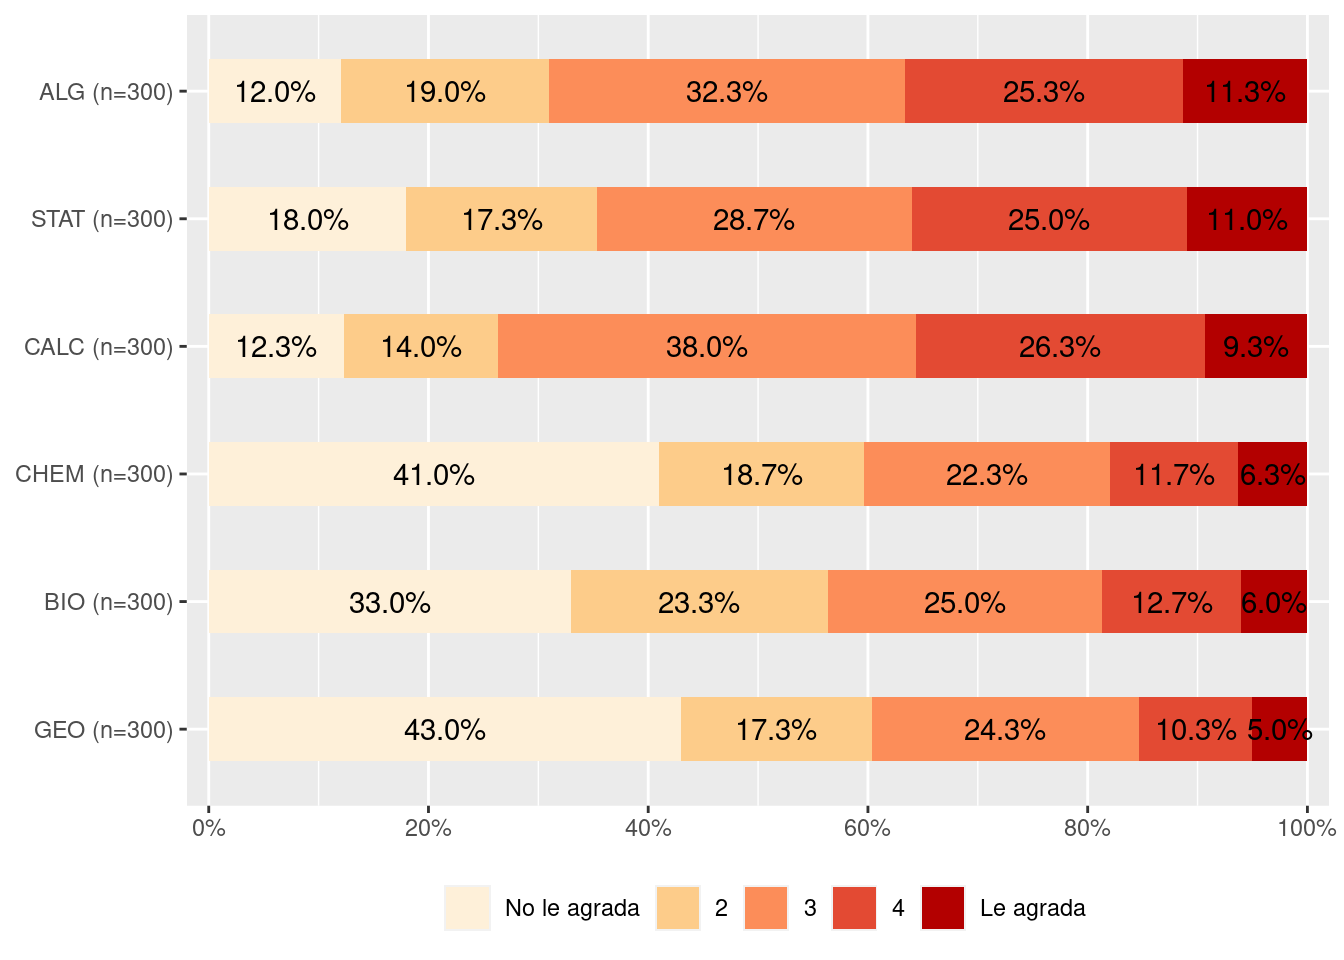 ALG (n=300) 12.0% 19.0% 32.3% 25.3% 11.3%
STAT (n=300) 18.0% 17.3% 28.7% 25.0% 11.0%
CALC (n=300) 12.3% 14.0% 38.0% 26.3% 9.3%
CHEM (n=300) 41.0% 18.7% 22.3% 11.7% 6.3%
BIO (n=300) 33.0% 23.3% 25.0% 12.7% 6.0%
GEO (n=300) 43.0% 17.3% 24.3% 10.3% 5.0%
0% 20% 40% 60% 80% 100%
No le agrada 2 3 4 Le agrada